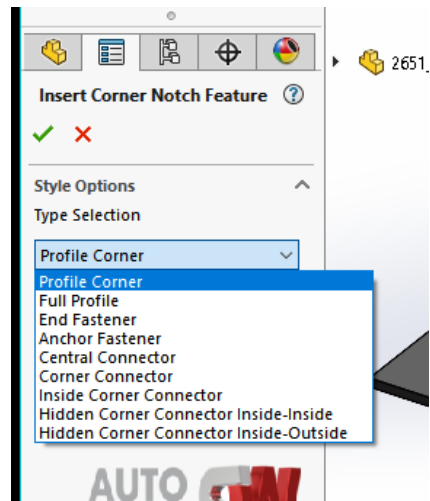 2651_
Insert Corner Notch Feature ?
Style Options
Type Selection
Profile Corner
Profile Corner
Full Profile
End Fastener
Anchor Fastener
Central Connector
Corner Connector
Inside Corner Connector
Hidden Corner Connector Inside-Inside
Hidden Corner Connector Inside-Outside
AUTO